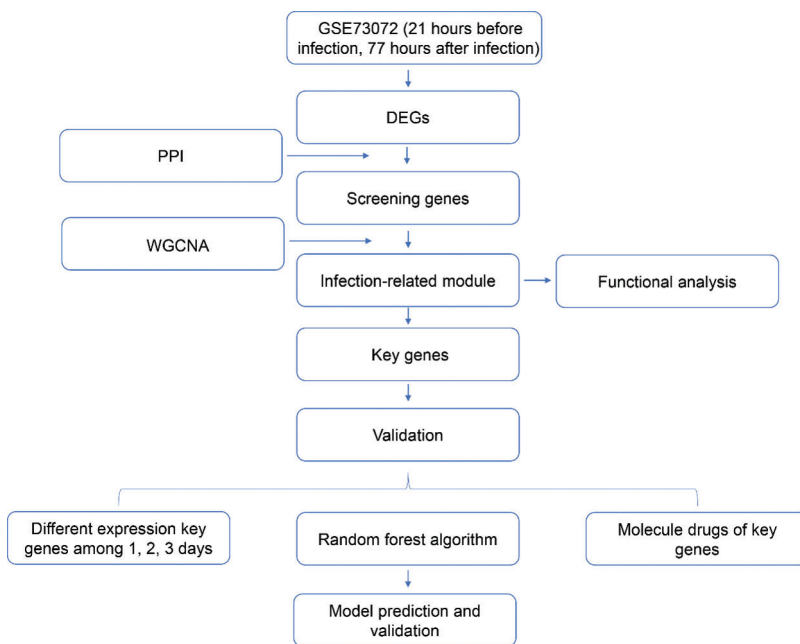 GSE73072 (21 hours before
infection, 77 hours after infection)
DEGs
PPI
Screening genes
WGCNA
Infection-related module
Functional analysis
Key genes
Validation
Different expression key
genes among 1, 2, 3 days
Random forest algorithm
Molecule drugs of key
genes
Model prediction and
validation